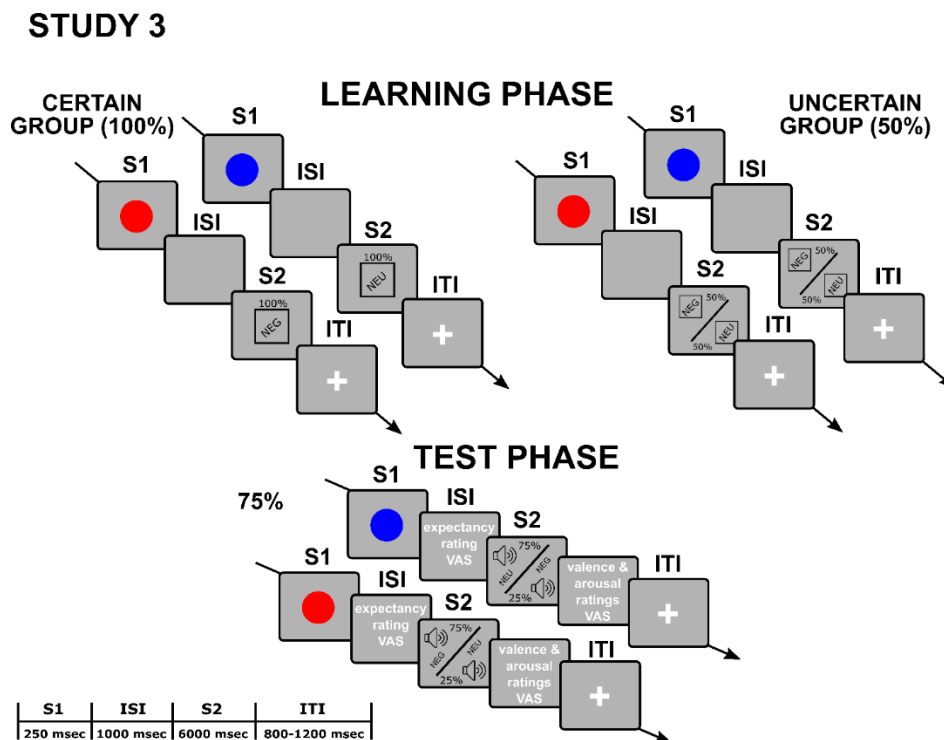 STUDY 3
LEARNING PHASE
CERTAIN
GROUP (100%)
UNCERTAIN
GROUP (50%)
S1
ISI
S2
100%
NEU
ITI
S1
ISI
S2
100%
NEG
ITI
S1
ISI
S2
NEG
50%
NEU
50%
ITI
S1
ISI
S2
NEG
50%
NEU
50%
ITI
TEST PHASE
75%
S1
ISI
expectancy
rating
VAS
S2
75%
NEU
NEG
25%
valence &
arousal
ratings
VAS
ITI
S1
ISI
expectancy
rating
VAS
S2
75%
NEG
NEU
25%
valence &
arousal
ratings
VAS
ITI
S1 ISI S2 ITI
250 msec 1000 msec 6000 msec 800-1200 msec